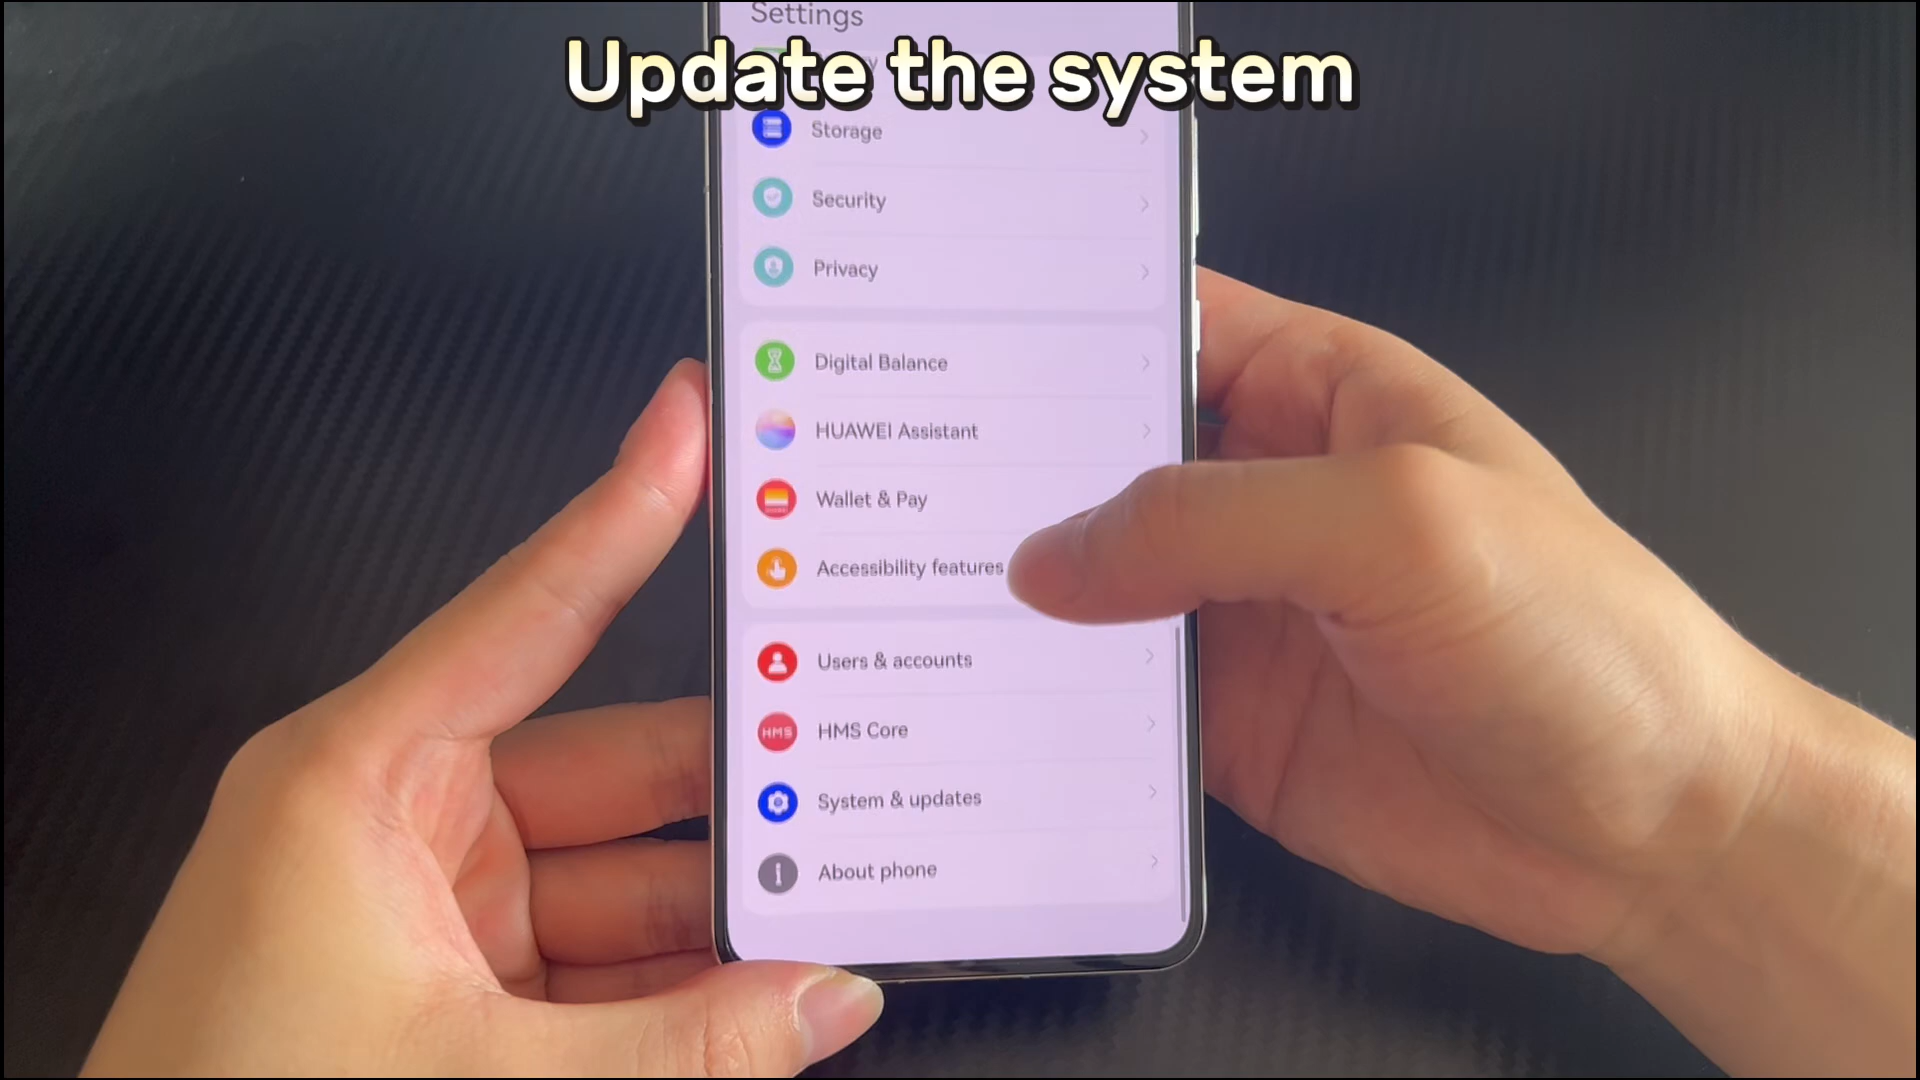 Settings
Update the system
Storage
Security
Privacy
Digital Balance
HUAWEI Assistant
Wallet & Pay
Accessibility features
Users & accounts
HMS
HMS Core
System & updates
About phone